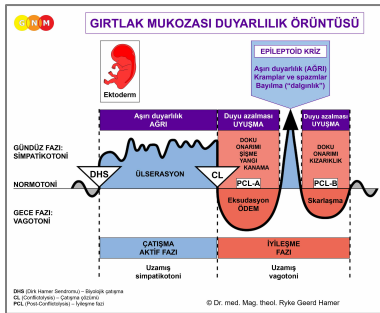 GNM
GIRTLAK MUKOZASI DUYARLILIK ÖRÜNTÜSÜ
Ektoderm
EPİLEPTOİD KRİZ
Aşırı duyarlılık (AĞRI)
Kramplar ve spazmlar
Bayılma ("dalgınlık")
Aşırı duyarlılık
AĞRI
Duyu azalması
UYUŞMA
Duyu azalması
UYUŞMA
GÜNDÜZ FAZI:
SİMPATİKOTONİ
DOKU
ONARIMI
ŞİŞME
YANGI
KANAMA
DOKU
ONARIMI
KIZARIKLIK
DHS
ÜLSERASYON
CL
PCL-A
PCL-B
NORMOTONİ
Eksudasyon
ÖDEM
Skarlaşma
GECE FAZI:
VAGOTONİ
ÇATIŞMA
AKTİF FAZI
İYİLEŞME
FAZI
Uzamış
simpatikotoni
Uzamış
vagotoni
DHS (Dirk Hamer Sendromu) – Biyolojik çatışma
CL (Conflictolysis) – Çatışma çözümü
PCL (Post-Conflictolysis) – İyileşme fazı
© Dr. med. Mag. theol. Ryke Geerd Hamer